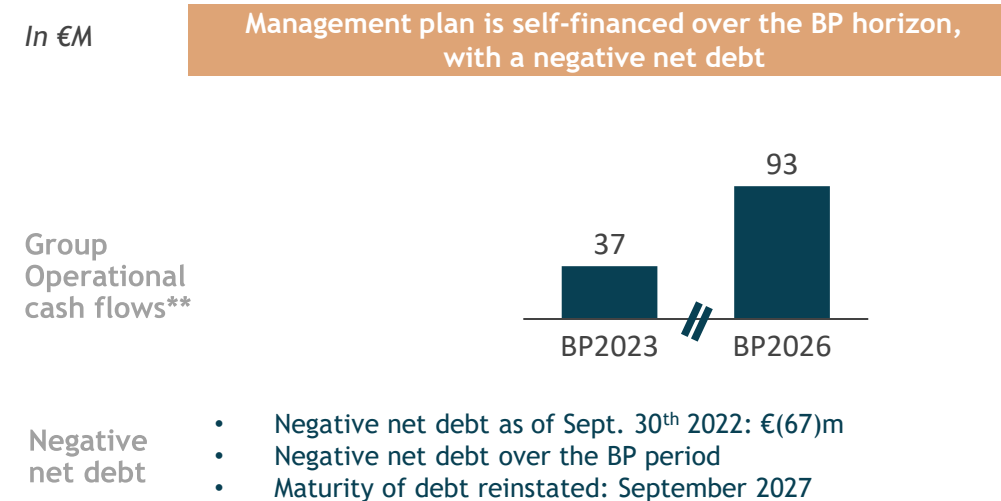 In €M
Management plan is self-financed over the BP horizon,
with a negative net debt
93
37
Group
Operational
cash flows**
BP2023
BP2026
Negative
net debt
• Negative net debt as of Sept. 30th 2022: €(67)m
• Negative net debt over the BP period
• Maturity of debt reinstated: September 2027